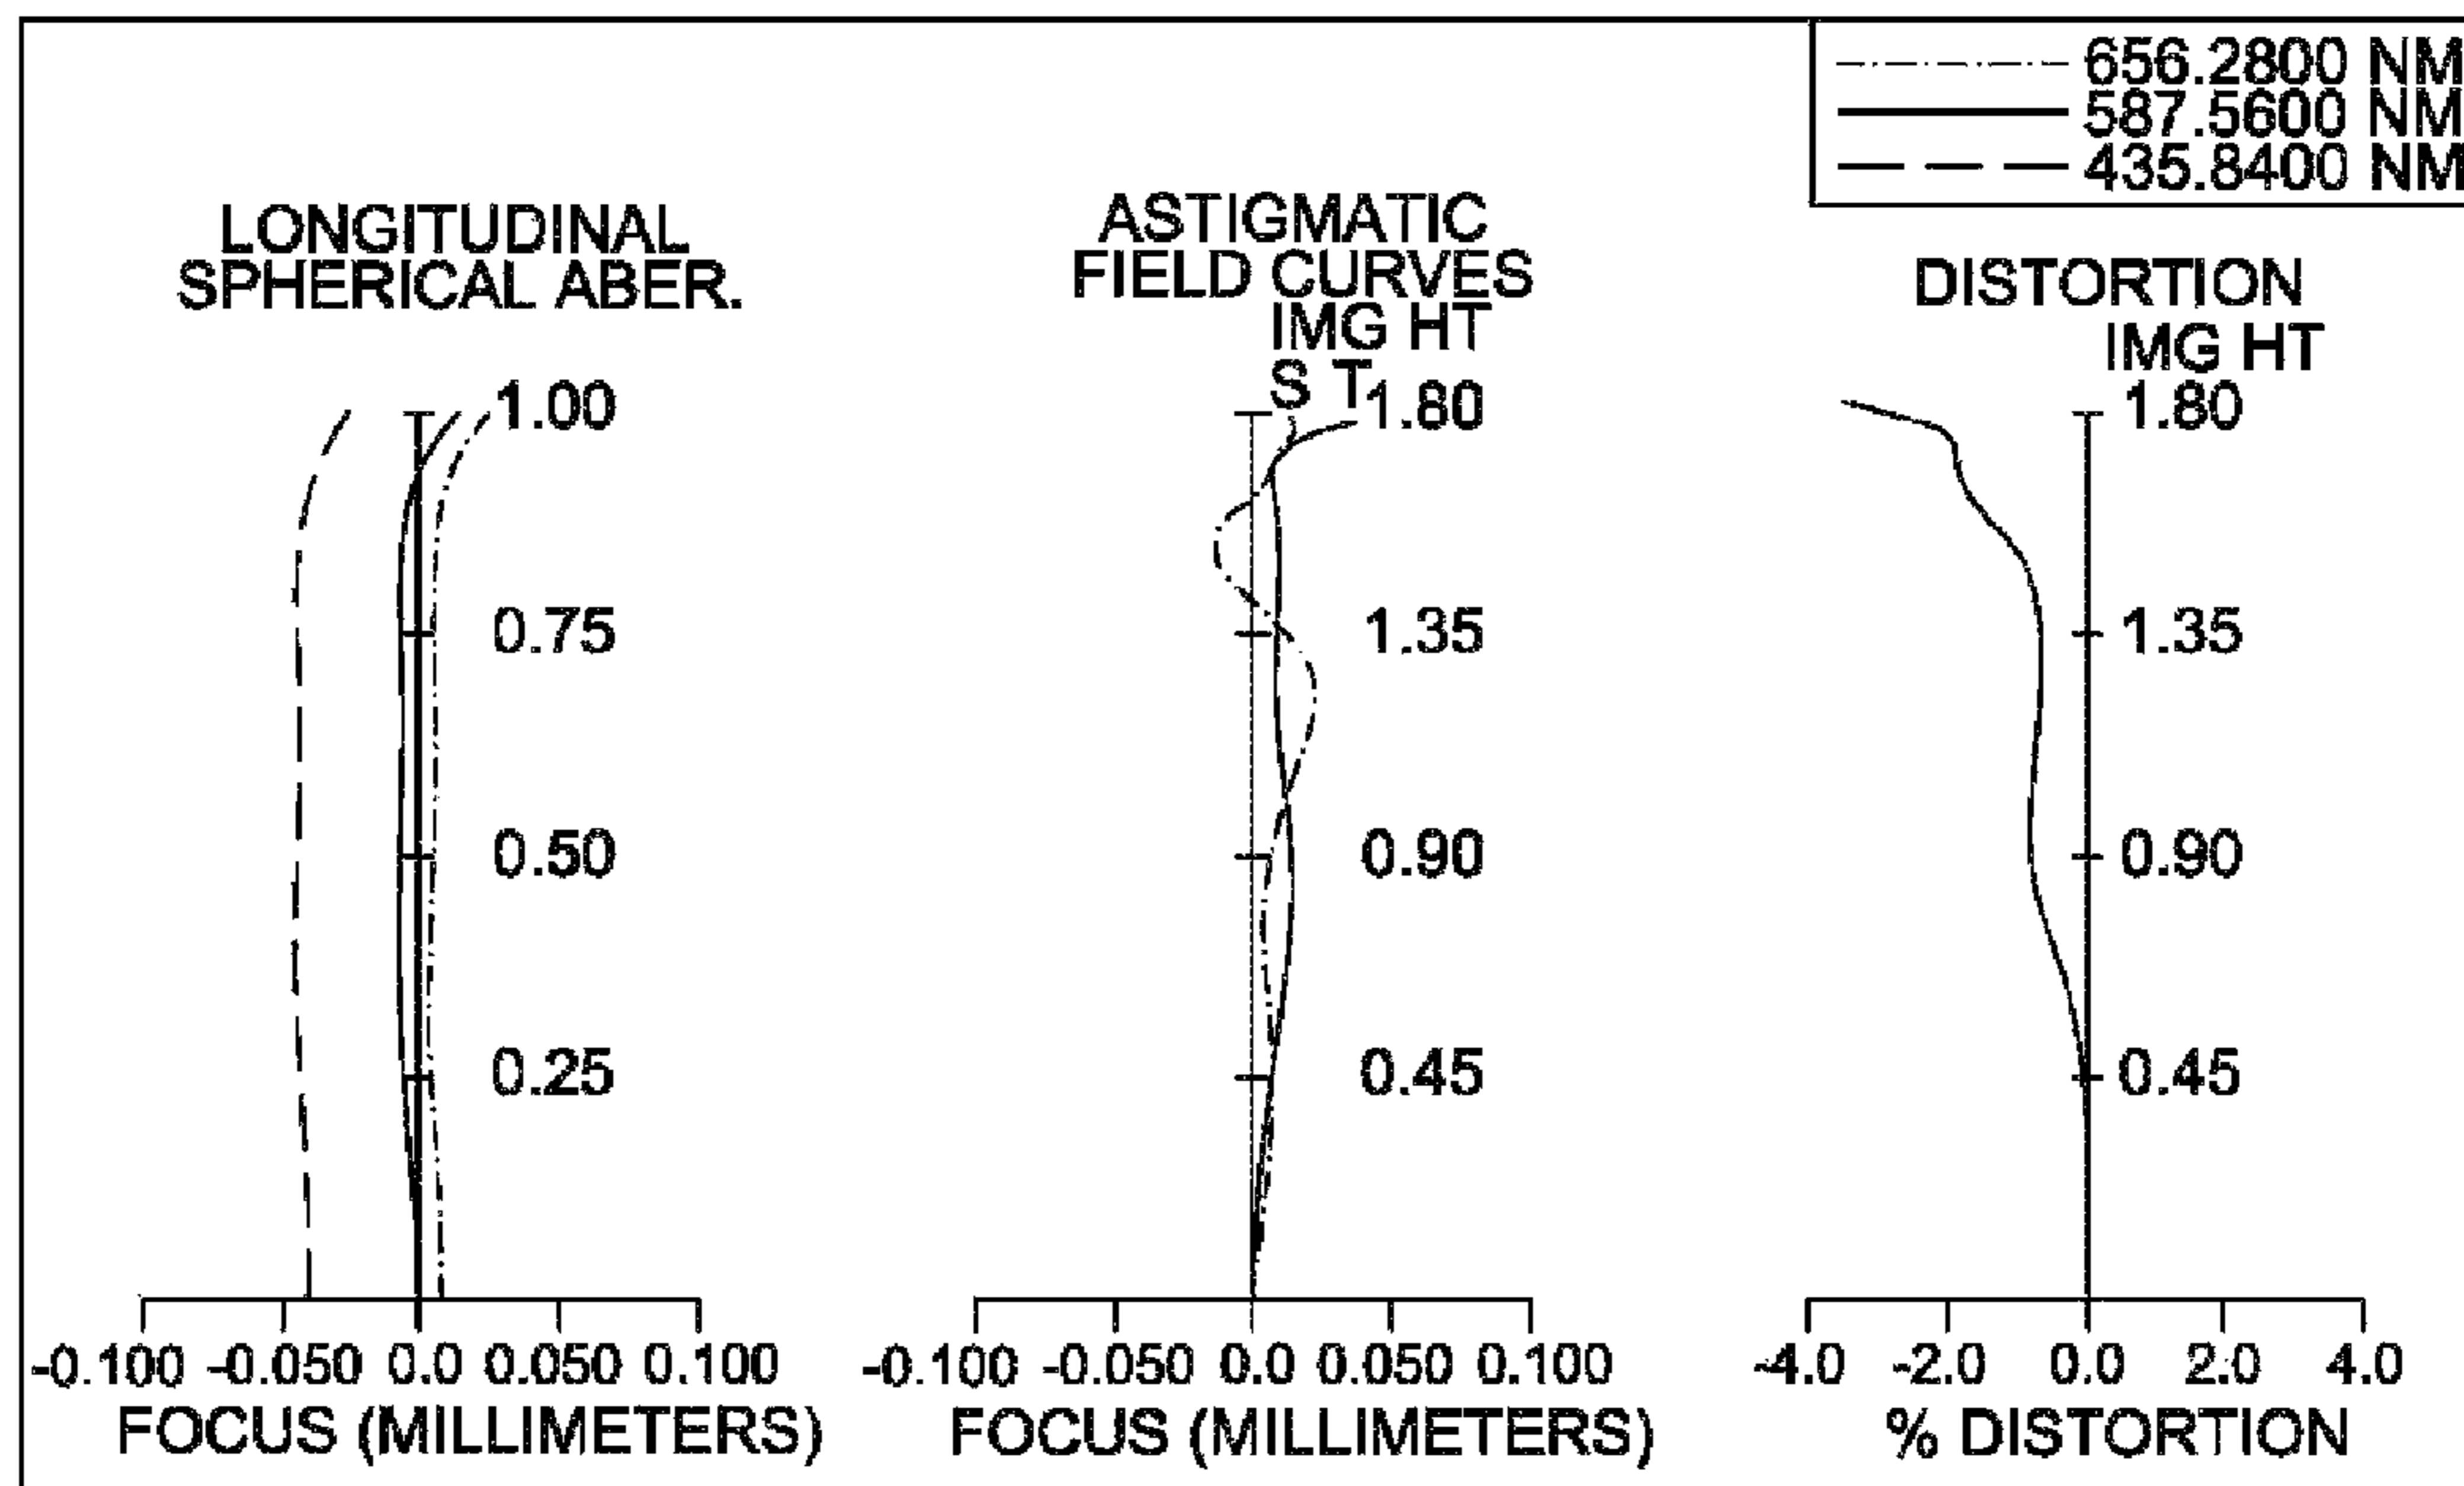 656.2800 NM
587.5600 NM
435.8400 NM
LONGITUDINAL
SPHERICAL ABER.
1.00
0.75
0.50
0.25
-0.100 -0.050 0.0 0.050 0.100
FOCUS (MILLIMETERS)
ASTIGMATIC
FIELD CURVES
IMG HT
S T
1.80
1.35
0.90
0.45
-0.100 -0.050 0.0 0.050 0.100
FOCUS (MILLIMETERS)
DISTORTION
IMG HT
1.80
1.35
0.90
0.45
-4.0 -2.0 0.0 2.0 4.0
% DISTORTION